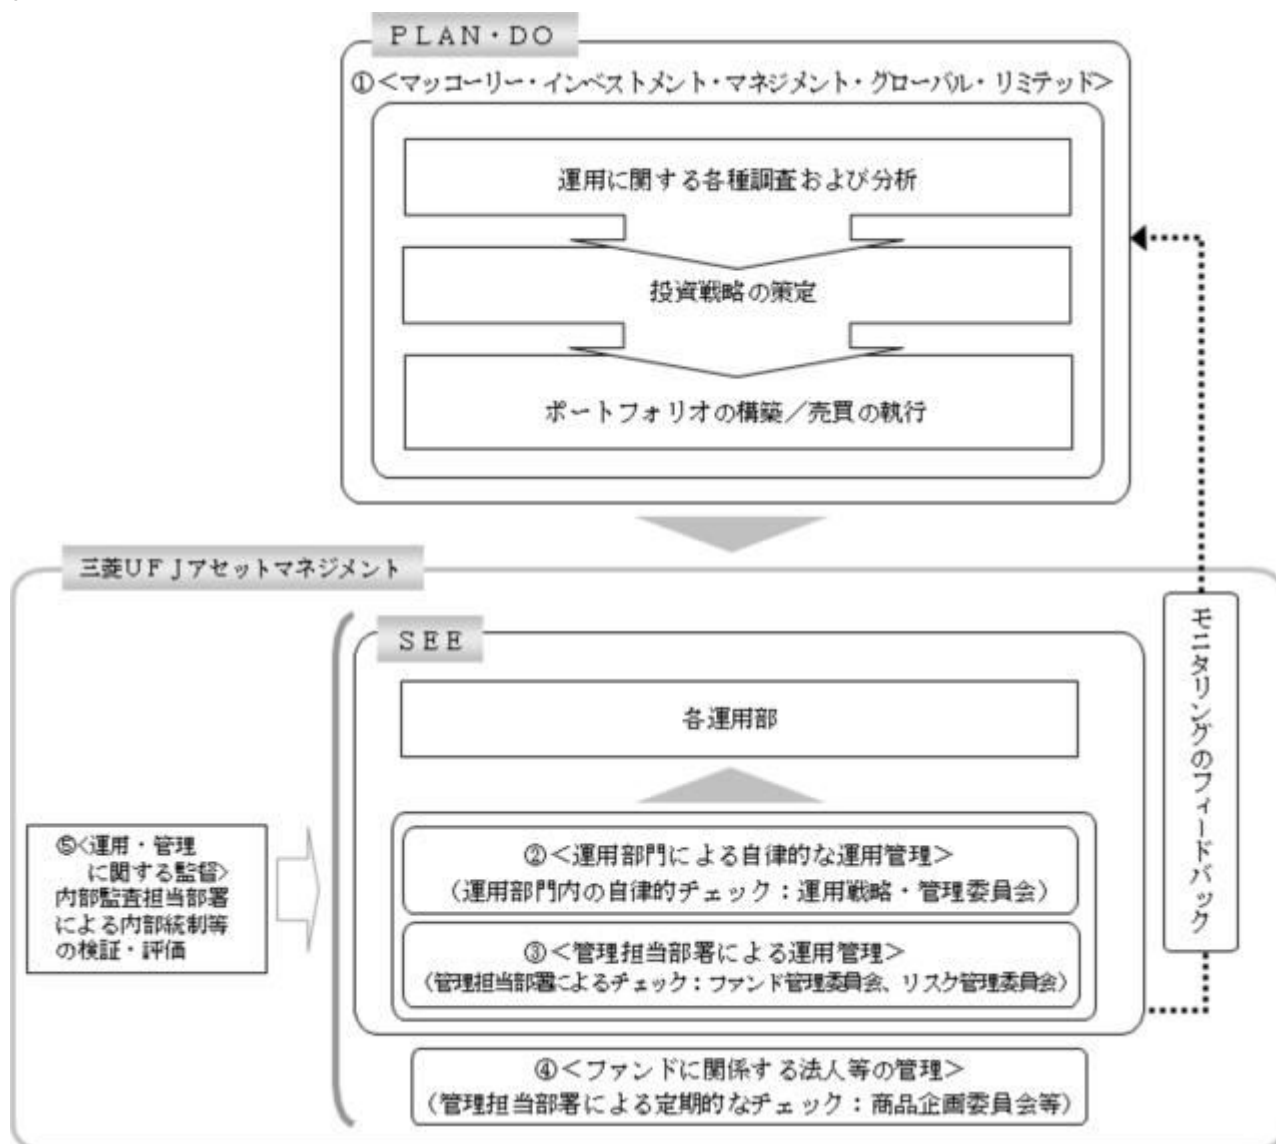 PLAN・DO
①<マッコーリー・インベストメント・マネジメント・グローバル・リミテッド>
運用に関する各種調査および分析
投資戦略の策定
ポートフォリオの構築/売買の執行
三菱UFJアセットマネジメント
SEE
各運用部
②<運用部門による自律的な運用管理>
(運用部門内の自律的チェック:運用戦略・管理委員会)
③<管理担当部署による運用管理>
(管理担当部署によるチェック:ファンド管理委員会、リスク管理委員会)
④<ファンドに関係する法人等の管理>
(管理担当部署による定期的なチェック:商品企画委員会等)
⑤<運用・管理
に関する監督>
内部監査担当部署
による内部統制等
の検証・評価
モニタリングのフィードバック